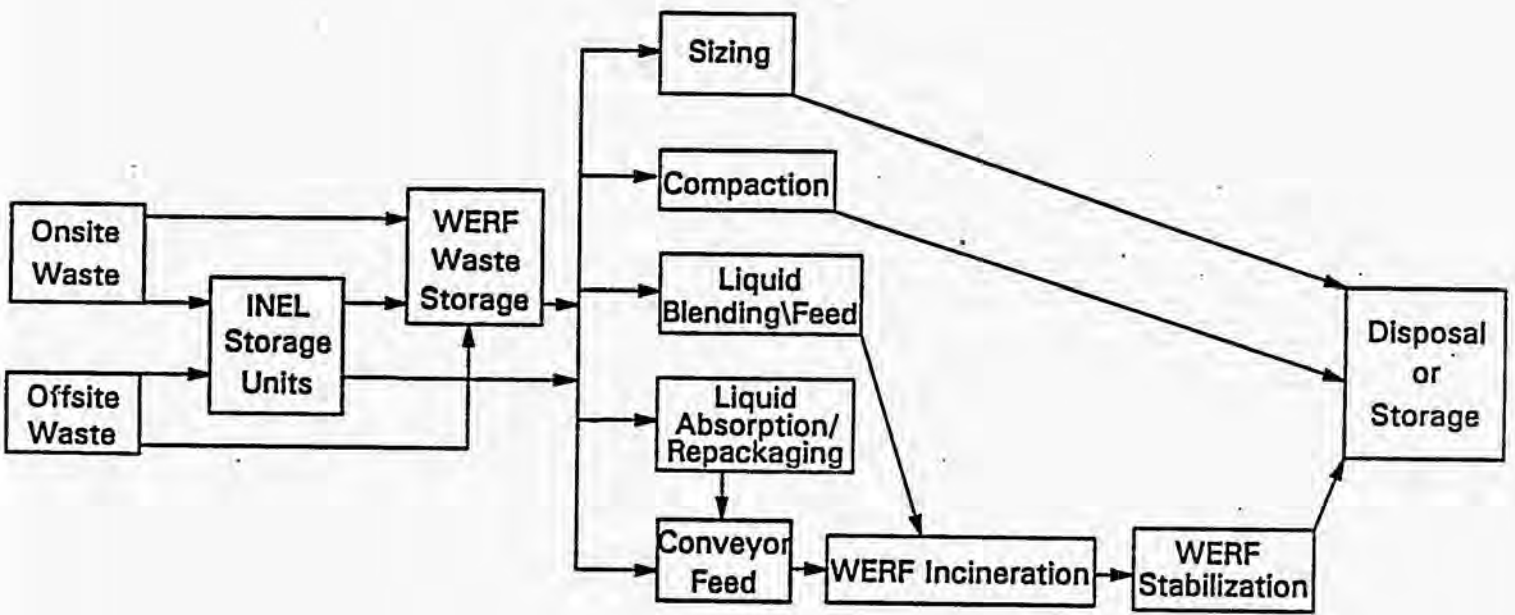 Onsite
Waste
Offsite
Waste
INEL
Storage
Units
WERF
Waste
Storage
Sizing
Compaction
Liquid
Blending\Feed
Liquid
Absorption/
Repackaging
Conveyor
Feed
WERF Incineration
WERF
Stabilization
Disposal
or
Storage